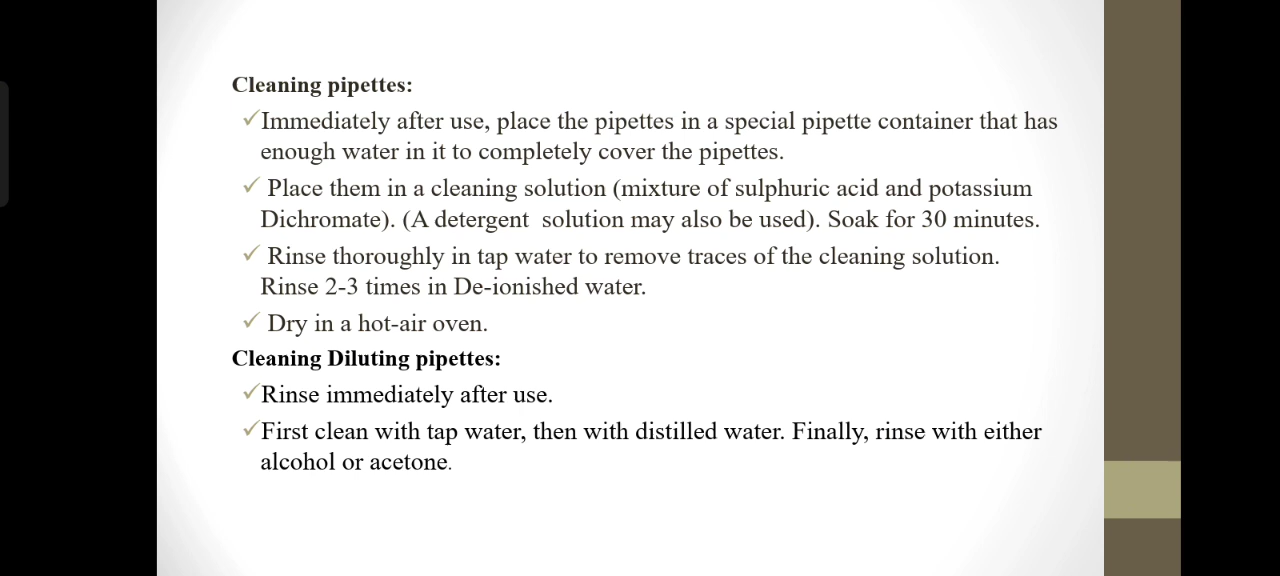 Cleaning pipettes:
✓Immediately after use, place the pipettes in a special pipette container that has
enough water in it to completely cover the pipettes.
✓ Place them in a cleaning solution (mixture of sulphuric acid and potassium
Dichromate). (A detergent  solution may also be used). Soak for 30 minutes.
✓ Rinse thoroughly in tap water to remove traces of the cleaning solution.
Rinse 2-3 times in De-ionished water.
✓ Dry in a hot-air oven.
Cleaning Diluting pipettes:
✓Rinse immediately after use.
✓First clean with tap water, then with distilled water. Finally, rinse with either
alcohol or acetone.